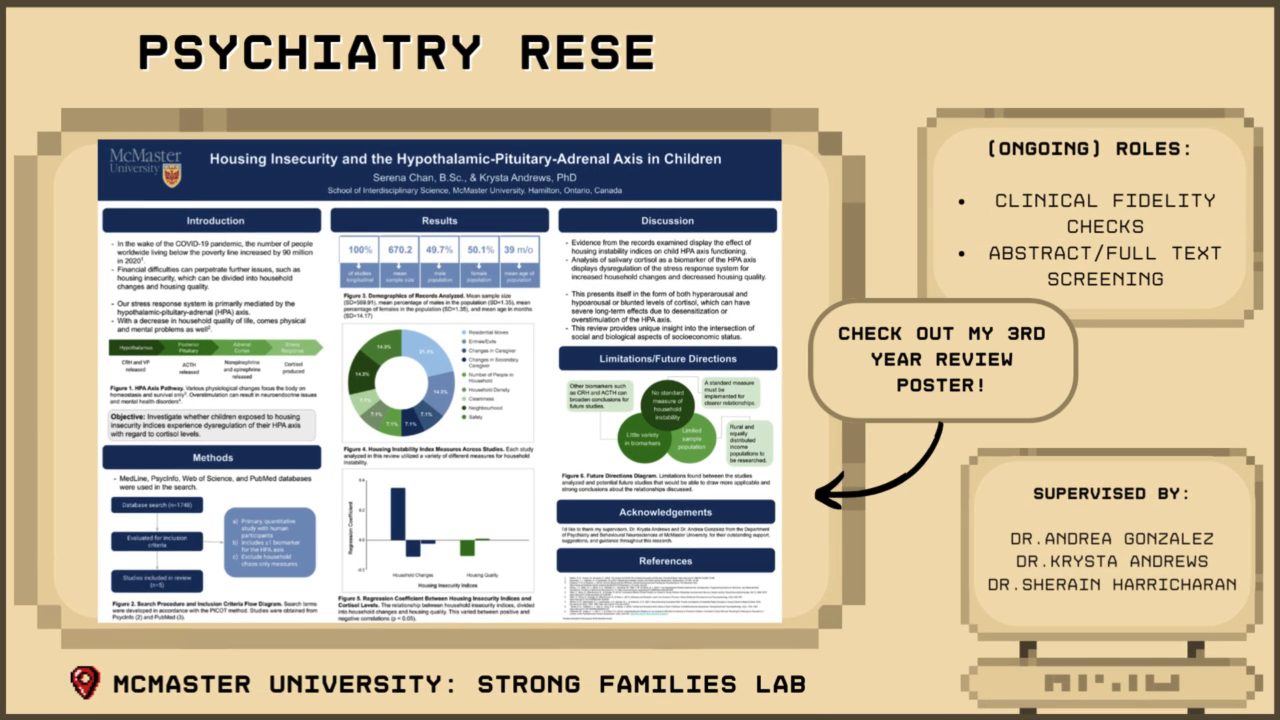 PSYCHIATRY RESE
McMaster
University
Housing Insecurity and the Hypothalamic-Pituitary-Adrenal Axis in Children
Serena Chan, B.Sc., & Krysta Andrews, PhD
School of Interdisciplinary Science, McMaster University, Hamilton, Ontario, Canada
Introduction
- In the wake of the COVID-19 pandemic, the number of people
worldwide living below the poverty line increased by 90 million
in 2020¹.
- Financial difficulties can perpetrate further issues, such as
housing insecurity, which can be divided into household
changes and housing quality.
- Our stress response system is primarily mediated by the
hypothalamic-pituitary-adrenal (HPA) axis.
- With a decrease in household quality of life, comes physical
and mental problems as well².
Hypothalamus
Posterior
Pituitary
Adrenal
Cortex
Stress
Response
CRH and VP
released
ACTH
released
Norepinephrine
and epinephrine
released
Cortisol
produced
Figure 1. HPA Axis Pathway. Various physiological changes focus the body on
homeostasis and survival only³. Overstimulation can result in neuroendocrine issues
and mental health disorders⁴.
Objective: Investigate whether children exposed to housing
insecurity indices experience dysregulation of their HPA axis
with regard to cortisol levels.
Methods
- MedLine, PsycInfo, Web of Science, and PubMed databases
were used in the search.
Database search (n=1746)
Evaluated for inclusion
criteria
Studies included in review
(n=5)
a) Primary quantitative
study with human
participants
b) Includes ≥1 biomarker
for the HPA axis
c) Exclude household
chaos-only measures
Figure 2. Search Procedure and Inclusion Criteria Flow Diagram. Search terms
were developed in accordance with the PICOT method. Studies were obtained from
PsycInfo (2) and PubMed (3).
Results
100% 670.2 49.7% 50.1% 39 m/o
of studies
longitudinal
mean
sample size
male
population
female
population
mean age of
population
Figure 3. Demographics of Records Analyzed. Mean sample size
(SD=569.91), mean percentage of males in the population (SD=1.35), mean
percentage of females in the population (SD=1.38), and mean age in months
(SD=14.17)
21.4%
14.3%
7.1%
7.1%
7.1%
7.1%
7.1%
14.3%
14.3%
Residential Moves
Entries/Exits
Changes in Caregiver
Changes in Secondary
Caregiver
Number of People in
Household
Household Density
Cleanliness
Neighbourhood
Safety
Figure 4. Housing Instability Index Measures Across Studies. Each study
analyzed in this review utilized a variety of different measures for household
instability.
Regression Coefficient
0.0
Household Changes
Housing Quality
Housing Insecurity Indices
Figure 5. Regression Coefficient Between Housing Insecurity Indices and
Cortisol Levels. The relationship between household insecurity indices, divided
into household changes and housing quality. This varied between positive and
negative correlations (p < 0.05).
Discussion
- Evidence from the records examined display the effect of
housing instability indices on child HPA axis functioning.
- Analysis of salivary cortisol as a biomarker of the HPA axis
displays dysregulation of the stress response system for
increased household changes and decreased housing quality.
- This presents itself in the form of both hyperarousal and
hypoarousal or blunted levels of cortisol, which can have
severe long-term effects due to desensitization or
overstimulation of the HPA axis.
- This review provides unique insight into the intersection of
social and biological aspects of socioeconomic status.
Limitations/Future Directions
Other biomarkers such
as CRH and ACTH can
broaden conclusions for
future studies.
No standard
measure of
household
instability
A standard measure
must be
implemented for
clearer relationships.
Little variety
in biomarkers
Limited
sample
population
Rural and
equally
distributed
income
populations to
be researched.
Figure 6. Future Directions Diagram. Limitations found between the studies
analyzed and potential future studies that would be able to draw more applicable and
strong conclusions about the relationships discussed.
Acknowledgements
I'd like to thank my supervisors, Dr. Krysta Andrews and Dr. Andrea Gonzalez from the Department
of Psychiatry and Behavioural Neurosciences of McMaster University, for their outstanding support,
suggestions, and guidance throughout this research.
References
(ONGOING) ROLES:
• CLINICAL FIDELITY
CHECKS
• ABSTRACT/FULL TEXT
SCREENING
CHECK OUT MY 3RD
YEAR REVIEW
POSTER!
SUPERVISED BY:
DR.ANDREA GONZALEZ
DR.KRYSTA ANDREWS
DR.SHEFALI HARRICHARAN
MCMASTER UNIVERSITY: STRONG FAMILIES LAB